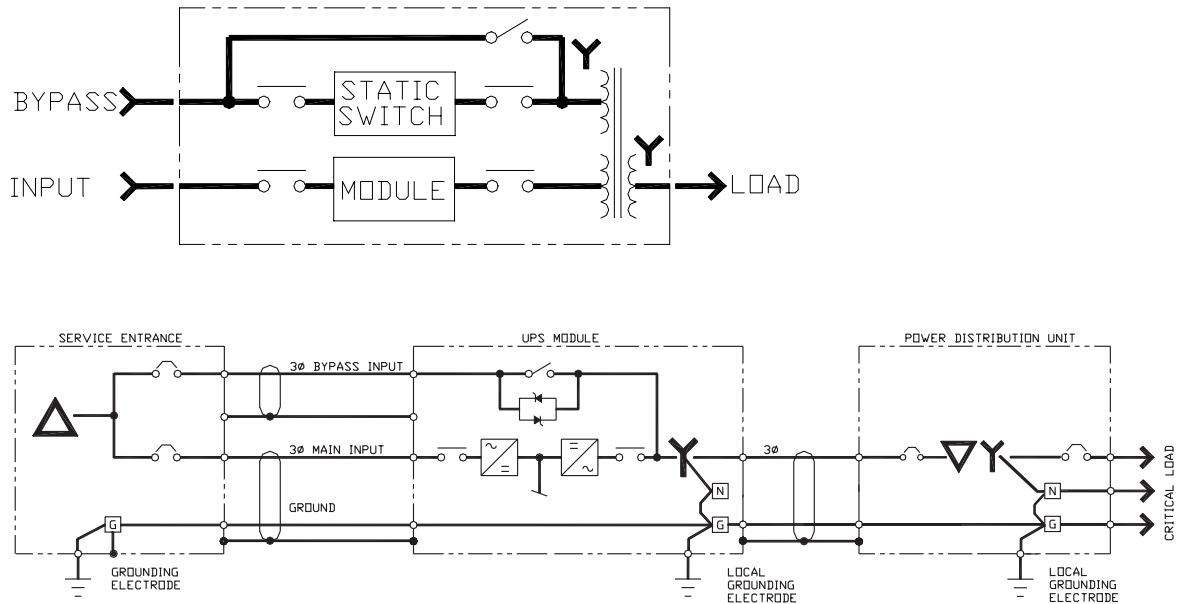 BYPASS
STATIC
SWITCH
INPUT
MODULE
LOAD
SERVICE ENTRANCE
UPS MODULE
POWER DISTRIBUTION UNIT
3ø BYPASS INPUT
3ø MAIN INPUT
3ø
N
N
GROUND
G
G
G
CRITICAL LOAD
GROUNDING
ELECTRODE
LOCAL
GROUNDING
ELECTRODE
LOCAL
GROUNDING
ELECTRODE